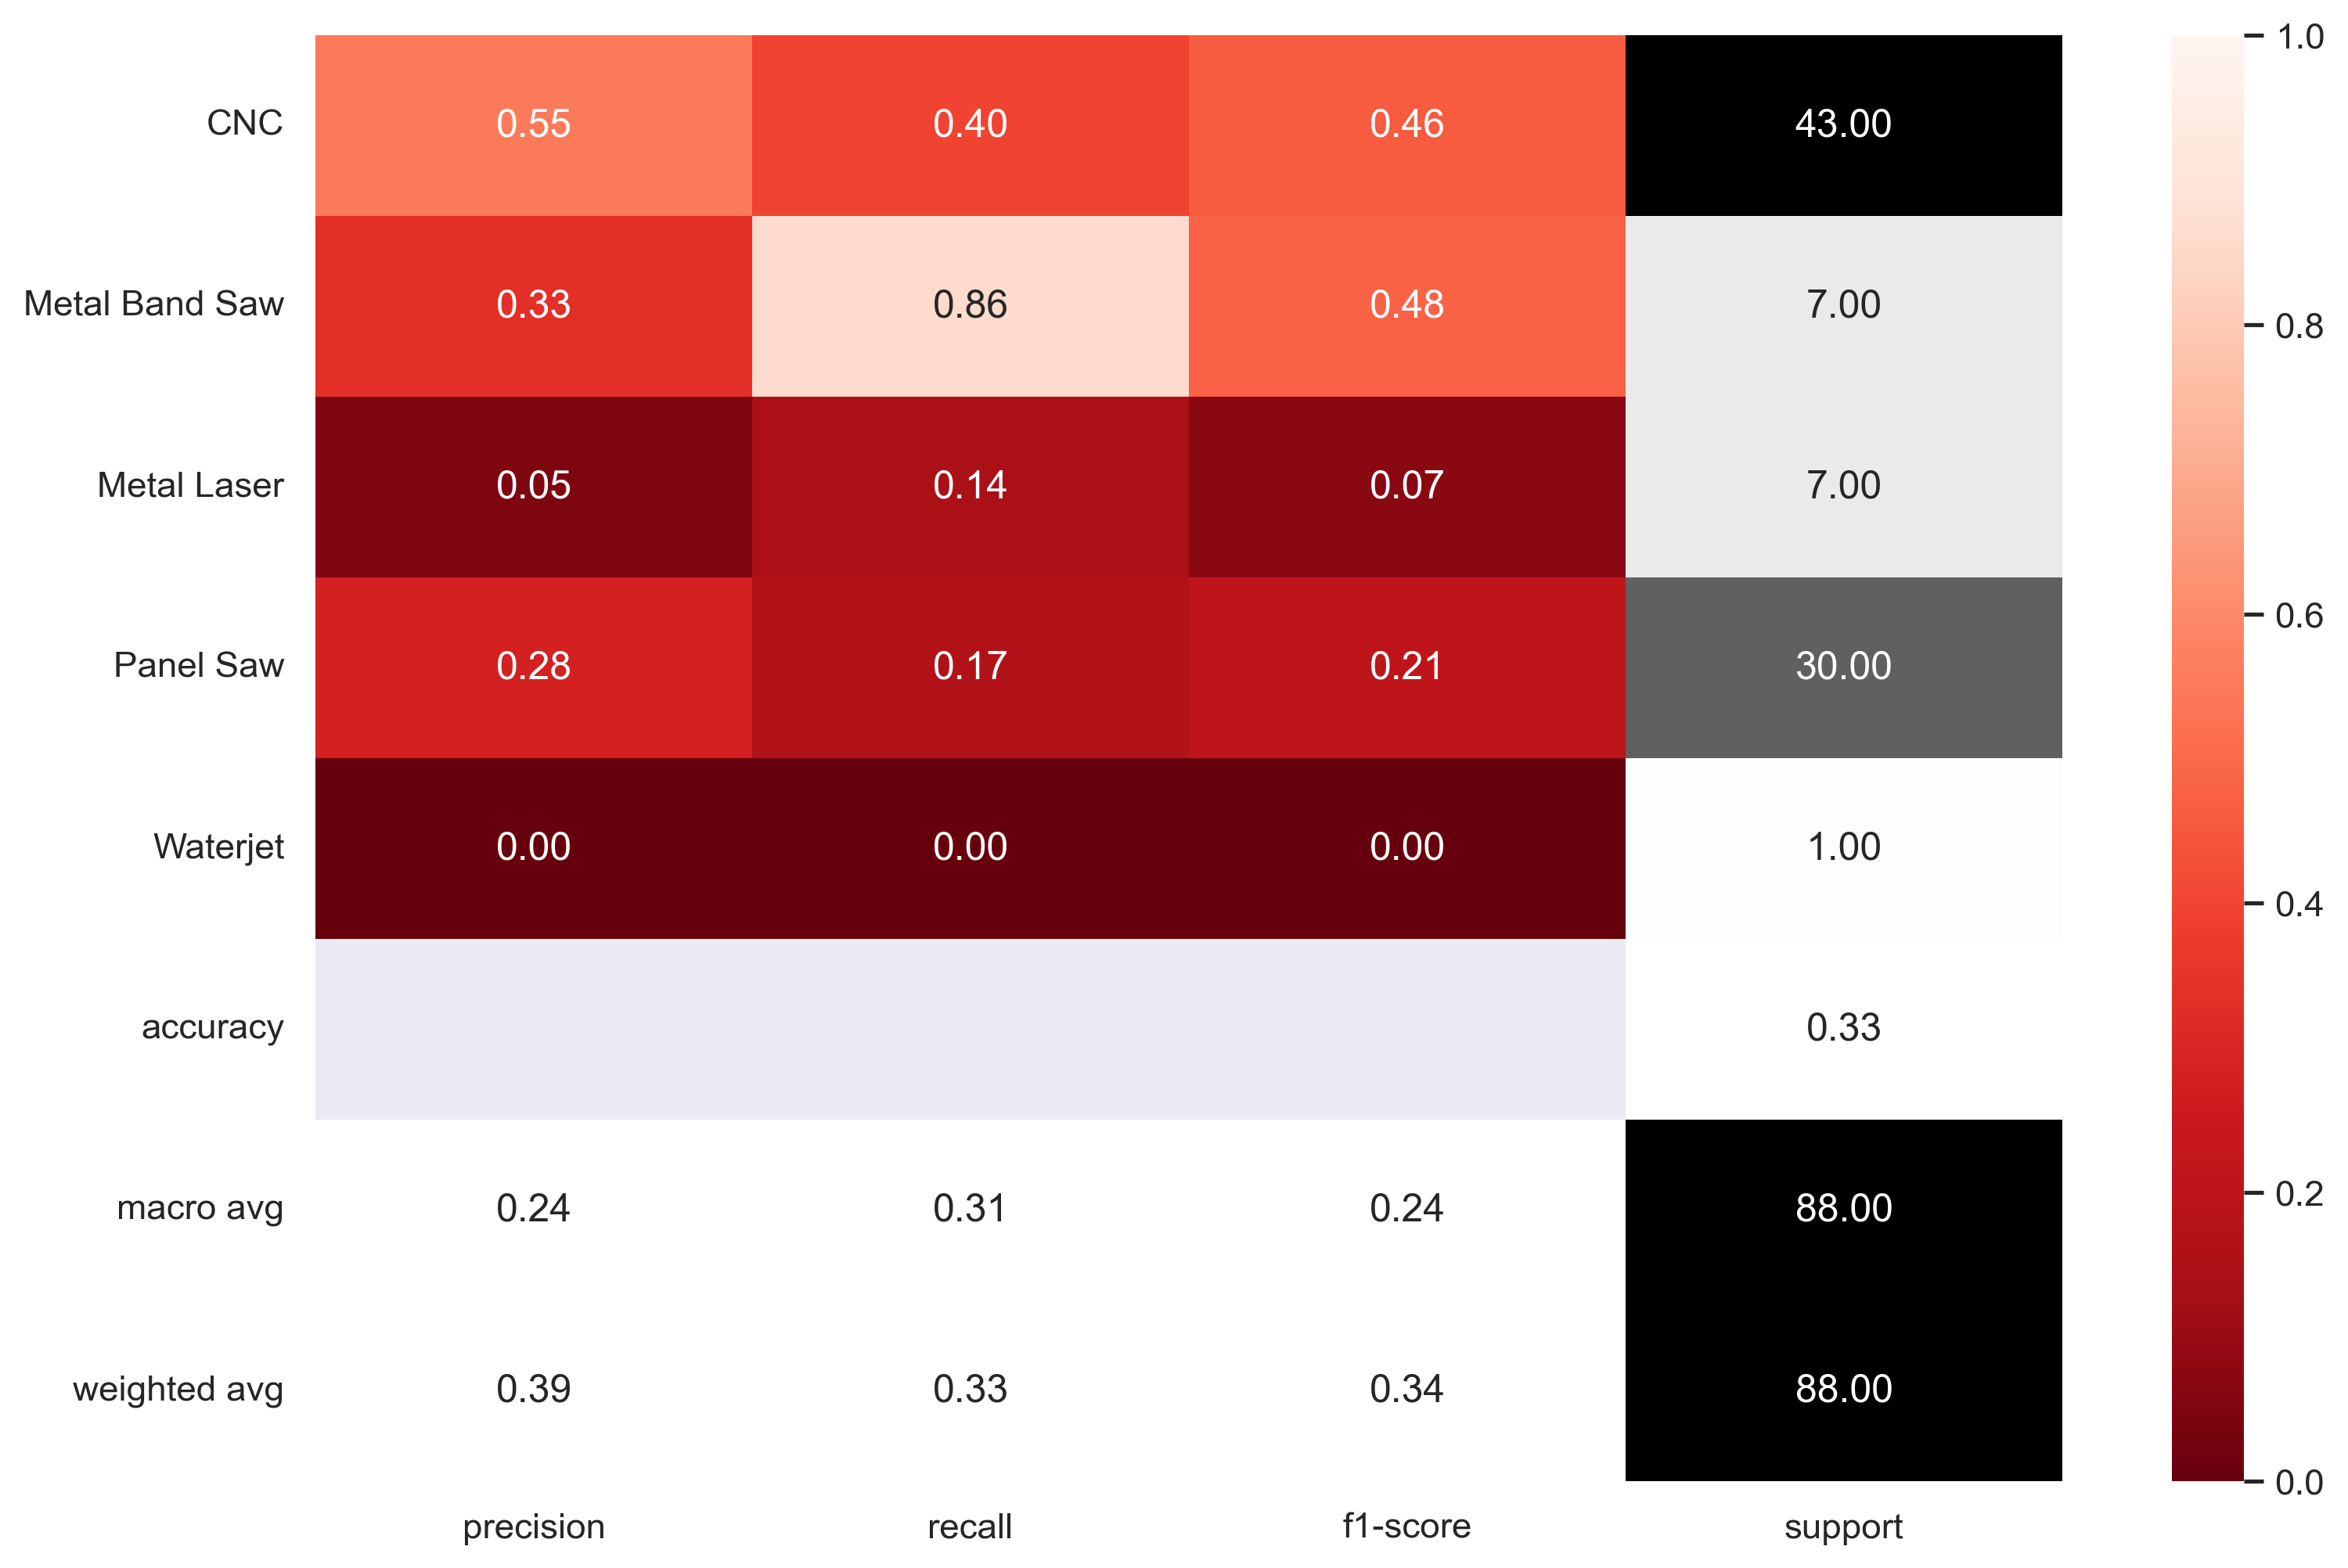 CNC 0.55 0.40 0.46 43.00
Metal Band Saw 0.33 0.86 0.48 7.00
Metal Laser 0.05 0.14 0.07 7.00
Panel Saw 0.28 0.17 0.21 30.00
Waterjet 0.00 0.00 0.00 1.00
accuracy 0.33
macro avg 0.24 0.31 0.24 88.00
weighted avg 0.39 0.33 0.34 88.00
precision recall f1-score support
1.0
0.8
0.6
0.4
0.2
0.0